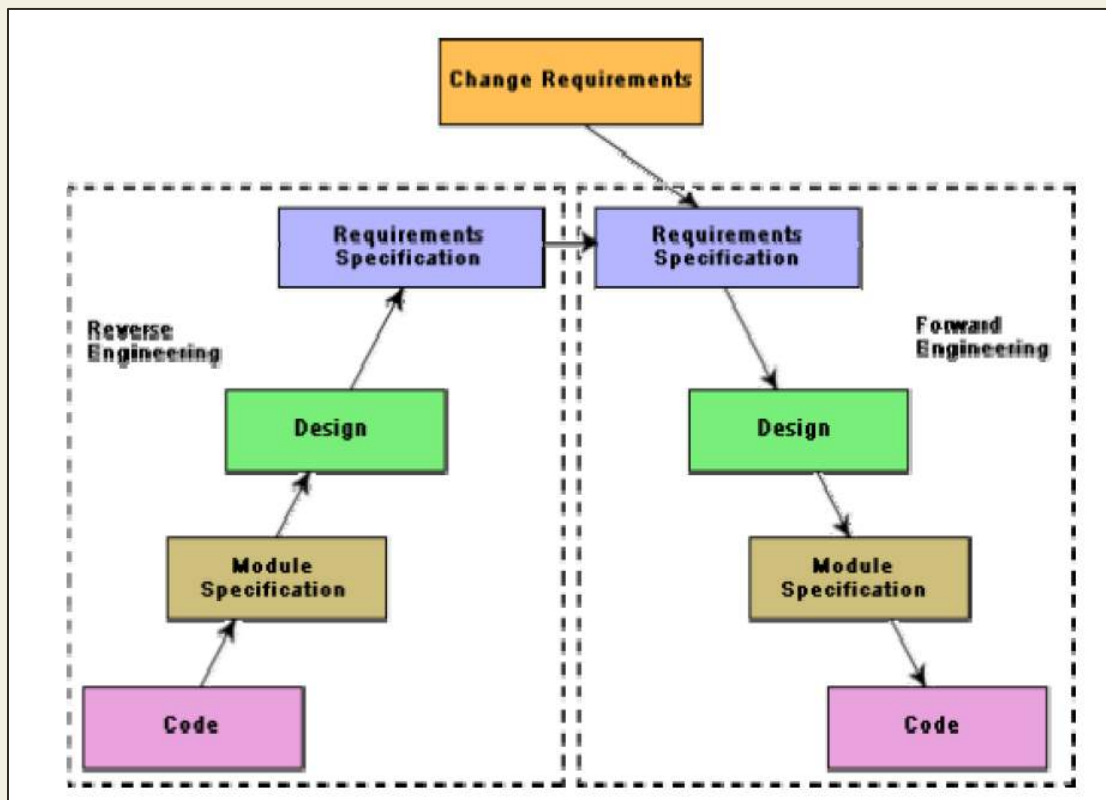 Change Requirements
Requirements
Specification
Requirements
Specification
Reverse
Engineering
Forward
Engineering
Design
Design
Module
Specification
Module
Specification
Code
Code